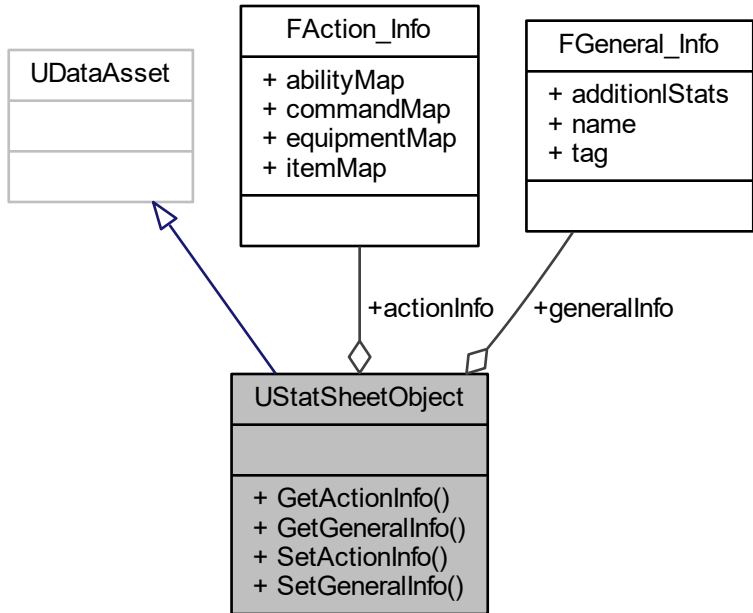 UDataAsset
FAction_Info
+ abilityMap
+ commandMap
+ equipmentMap
+ itemMap
FGeneral_Info
+ additionlStats
+ name
+ tag
+actionInfo
+generalInfo
UStatSheetObject
+ GetActionInfo()
+ GetGeneralInfo()
+ SetActionInfo()
+ SetGeneralInfo()